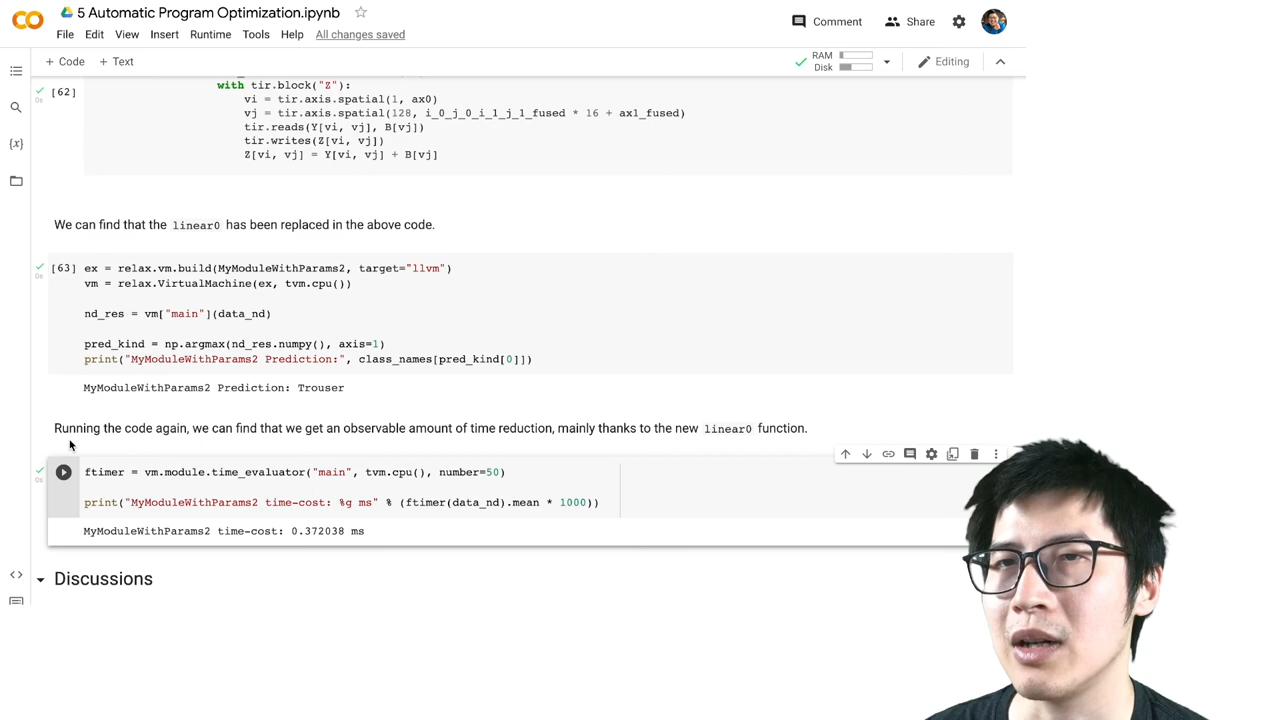 5 Automatic Program Optimization.ipynb
File Edit View Insert Runtime Tools Help All changes saved
Comment Share
+ Code + Text
RAM
Disk
Editing
with tir.block("Z"):
[62]
0s
vi = tir.axis.spatial(1, ax0)
vj = tir.axis.spatial(128, i_0_j_0_i_1_j_1_fused * 16 + ax1_fused)
tir.reads(Y[vi, vj], B[vj])
tir.writes(Z[vi, vj])
Z[vi, vj] = Y[vi, vj] + B[vj]
{x}
We can find that the linear0 has been replaced in the above code.
[63] ex = relax.vm.build(MyModuleWithParams2, target="llvm")
0s
vm = relax.VirtualMachine(ex, tvm.cpu())
nd_res = vm["main"](data_nd)
pred_kind = np.argmax(nd_res.numpy(), axis=1)
print("MyModuleWithParams2 Prediction:", class_names[pred_kind[0]])
MyModuleWithParams2 Prediction: Trouser
Running the code again, we can find that we get an observable amount of time reduction, mainly thanks to the new linear0 function.
ftimer = vm.module.time_evaluator("main", tvm.cpu(), number=50)
0s
print("MyModuleWithParams2 time-cost: %g ms" % (ftimer(data_nd).mean * 1000))
MyModuleWithParams2 time-cost: 0.372038 ms
Discussions